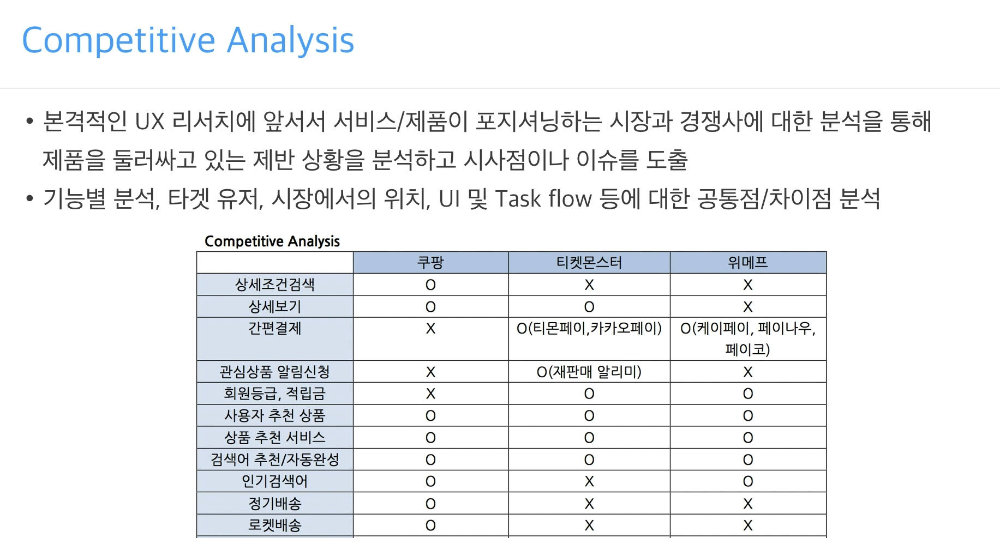 Competitive Analysis
• 본격적인 UX 리서치에 앞서서 서비스/제품이 포지셔닝하는 시장과 경쟁사에 대한 분석을 통해
제품을 둘러싸고 있는 제반 상황을 분석하고 시사점이나 이슈를 도출
• 기능별 분석, 타겟 유저, 시장에서의 위치, UI 및 Task flow 등에 대한 공통점/차이점 분석
Competitive Analysis
쿠팡 티켓몬스터 위메프
상세조건검색 O X X
상세보기 O O X
간편결제 X O(티몬페이,카카오페이) O(케이페이, 페이나우,
페이코)
관심상품 알림신청 X O(재판매 알리미) X
회원등급, 적립금 X O O
사용자 추천 상품 O O O
상품 추천 서비스 O O O
검색어 추천/자동완성 O O O
인기검색어 O X O
정기배송 O X X
로켓배송 O X X